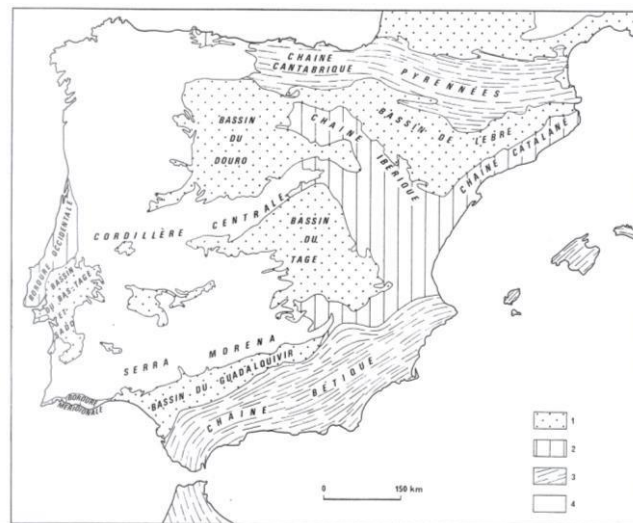 CHAINE
CANTABRIQUE
PYRENNÉES
BASSIN
DU
DOURO
CHAINE
IBÉRIQUE
BASSIN DE L'EBRE
CHAINE CATALANE
CORDILLÈRE
CENTRALE
BASSIN
DU
TAGE
BORDURE OCCIDENTALE
BASSIN
DU BAS-TAGE
ET
SADO
SERRA MORENA
BASSIN DU GUADALQUIVIR
BORDURE
MERIDIONALE
CHAINE BÉTIQUE
1
2
3
4
0 150 km